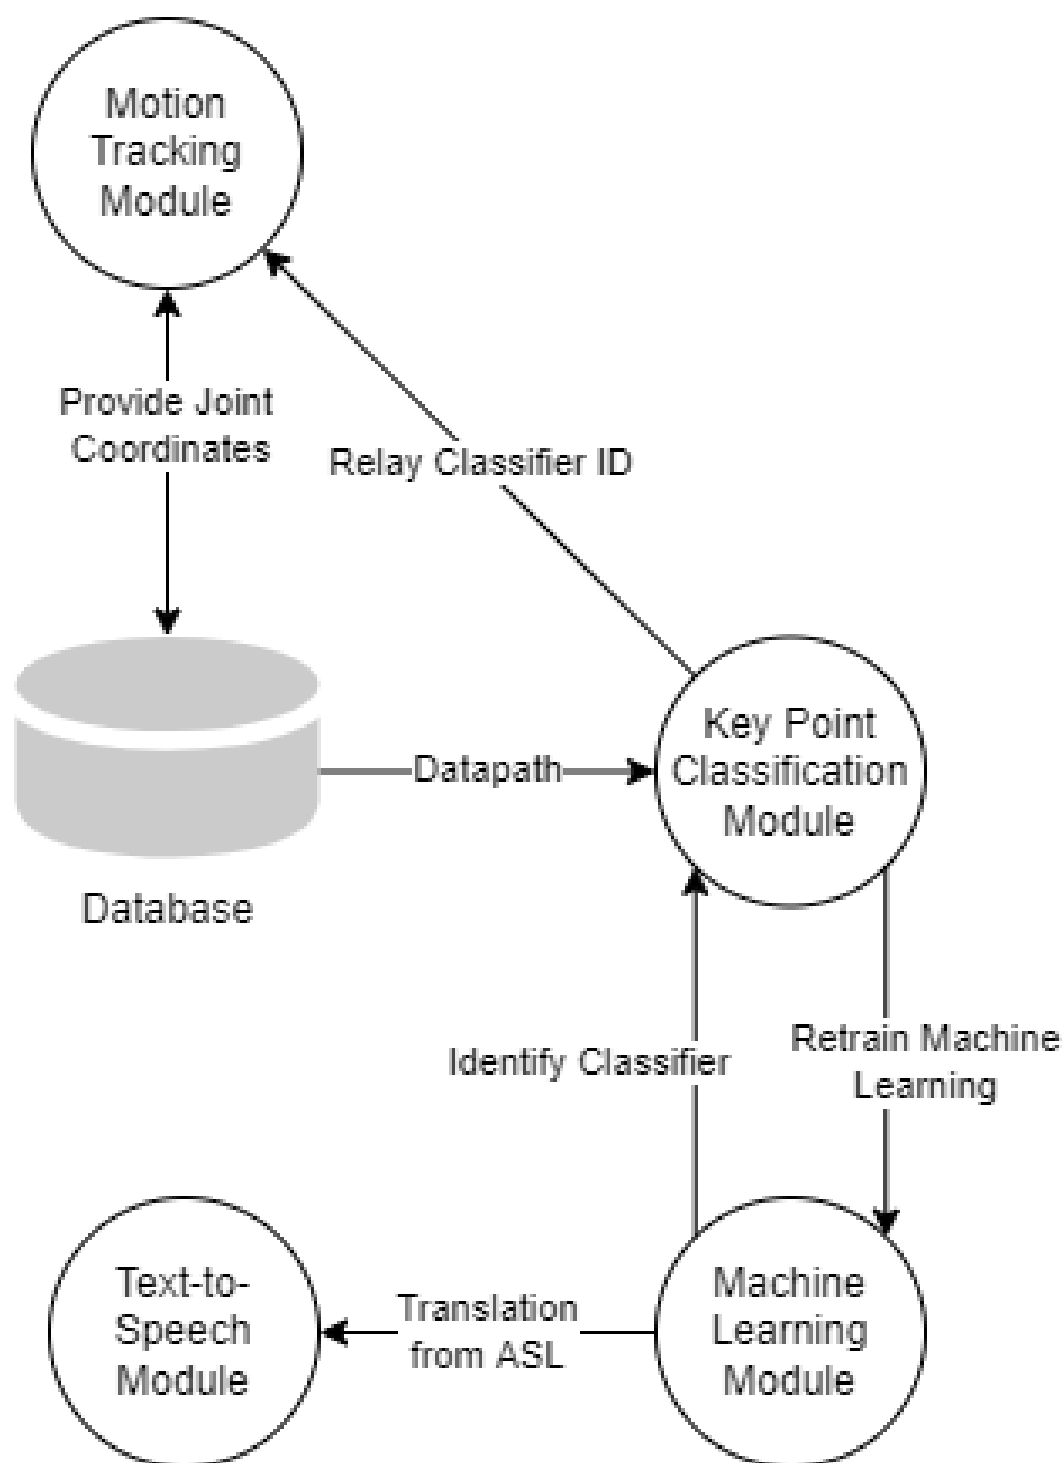 Motion
Tracking
Module
Provide Joint
Coordinates
Relay Classifier ID
Key Point
Classification
Module
Datapath
Database
Identify Classifier
Retrain Machine
Learning
Text-to-
Speech
Module
Translation
from ASL
Machine
Learning
Module